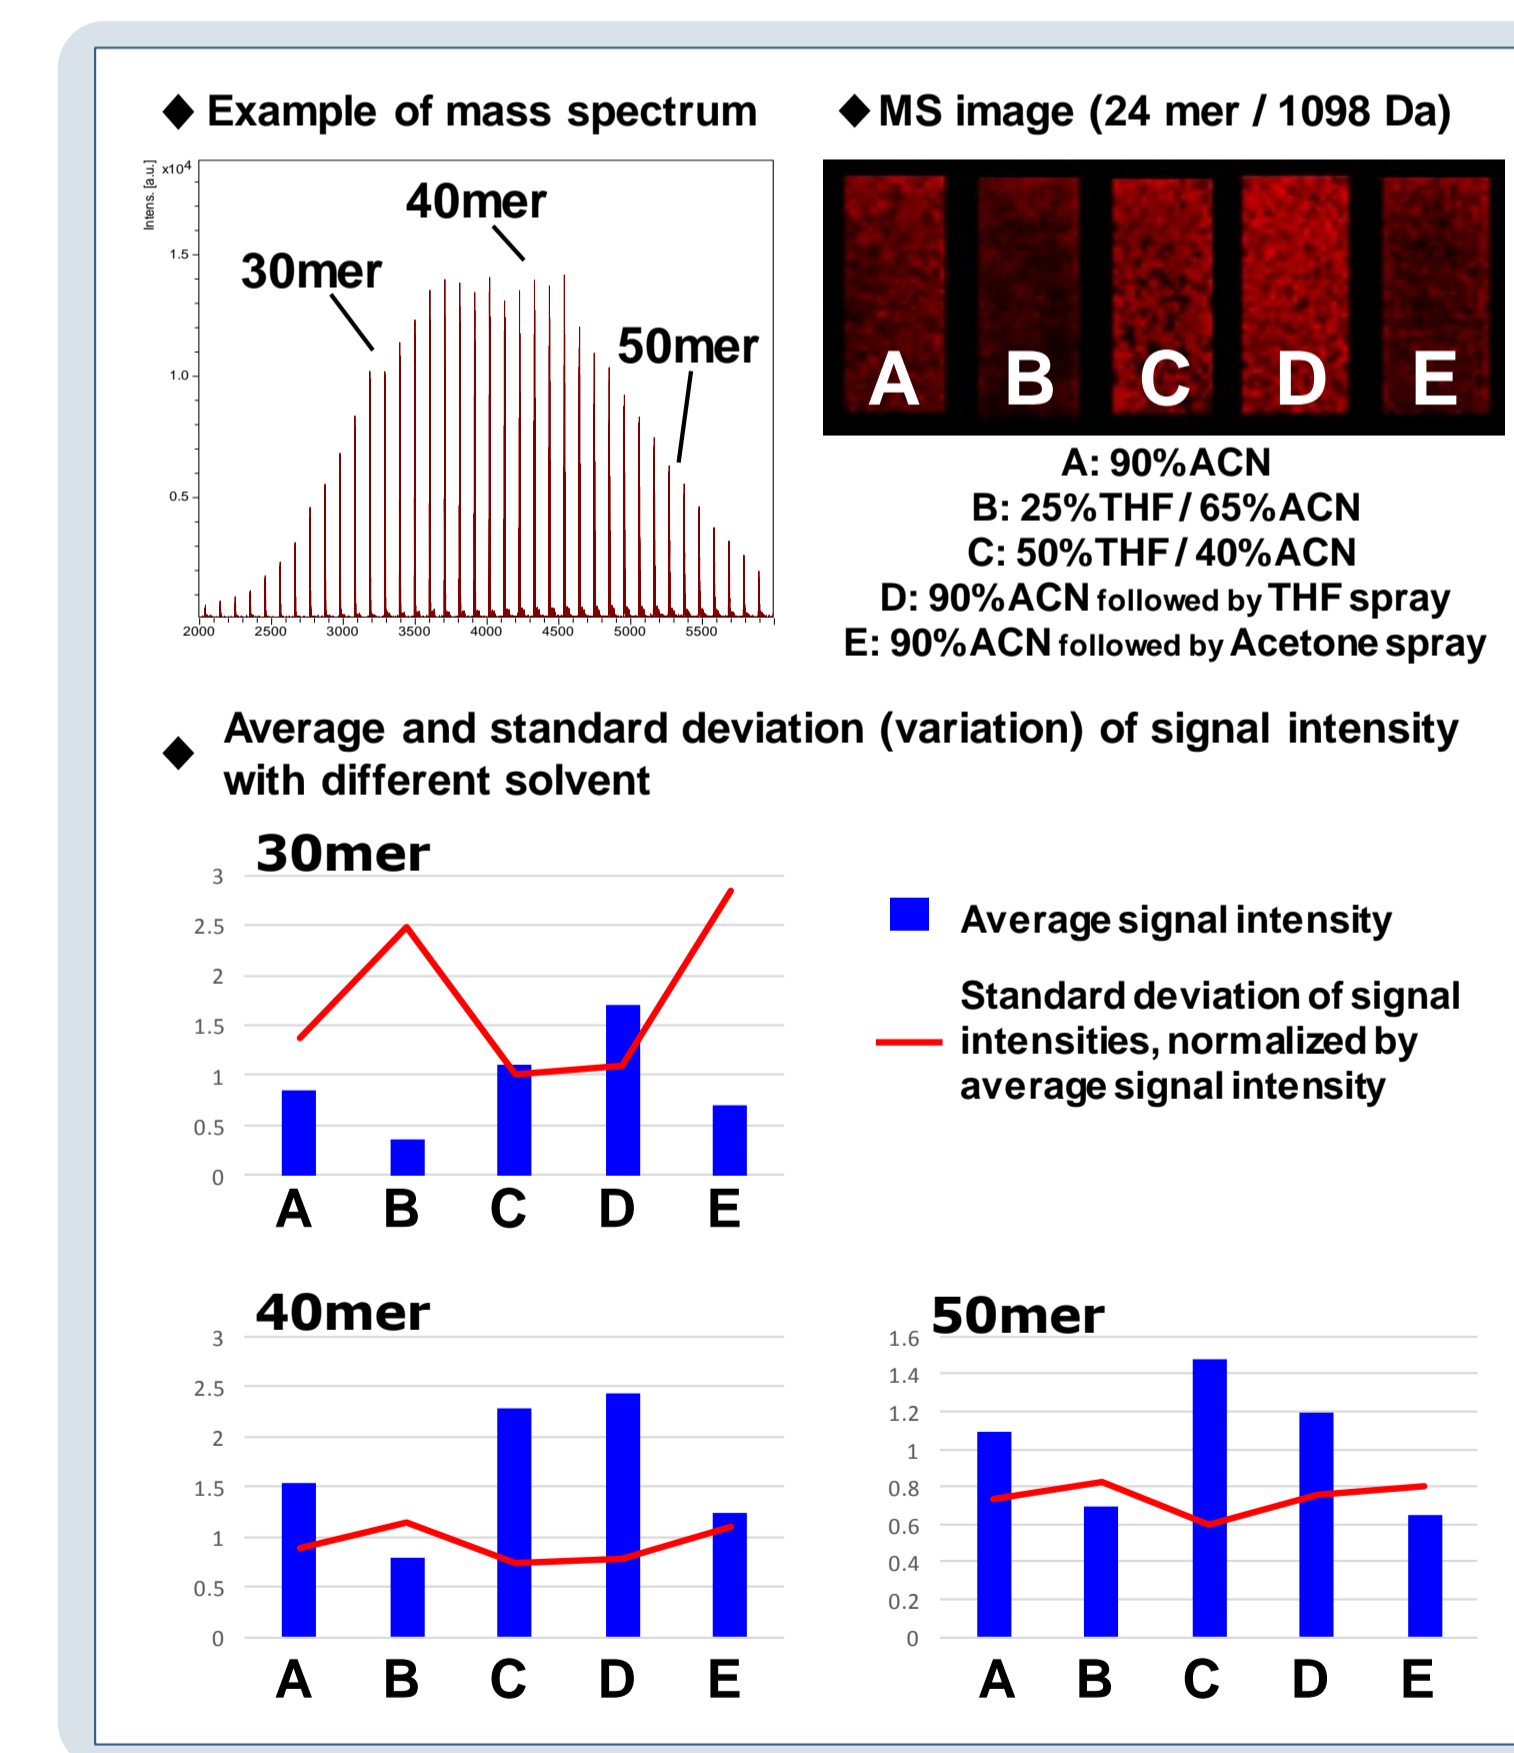 ◆ Example of mass spectrum
Intens. [a.u.]
x10⁴
1.5
1.0
0.5
2000 2500 3000 3500 4000 4500 5000 5500
30mer
40mer
50mer
◆ MS image (24 mer / 1098 Da)
A B C D E
A: 90%ACN
B: 25%THF / 65%ACN
C: 50%THF / 40%ACN
D: 90%ACN followed by THF spray
E: 90%ACN followed by Acetone spray
◆ Average and standard deviation (variation) of signal intensity
with different solvent
30mer
3
2.5
2
1.5
1
0.5
0
A B C D E
Average signal intensity
Standard deviation of signal
intensities, normalized by
average signal intensity
40mer
3
2.5
2
1.5
1
0.5
0
A B C D E
50mer
1.6
1.4
1.2
1
0.8
0.6
0.4
0.2
0
A B C D E